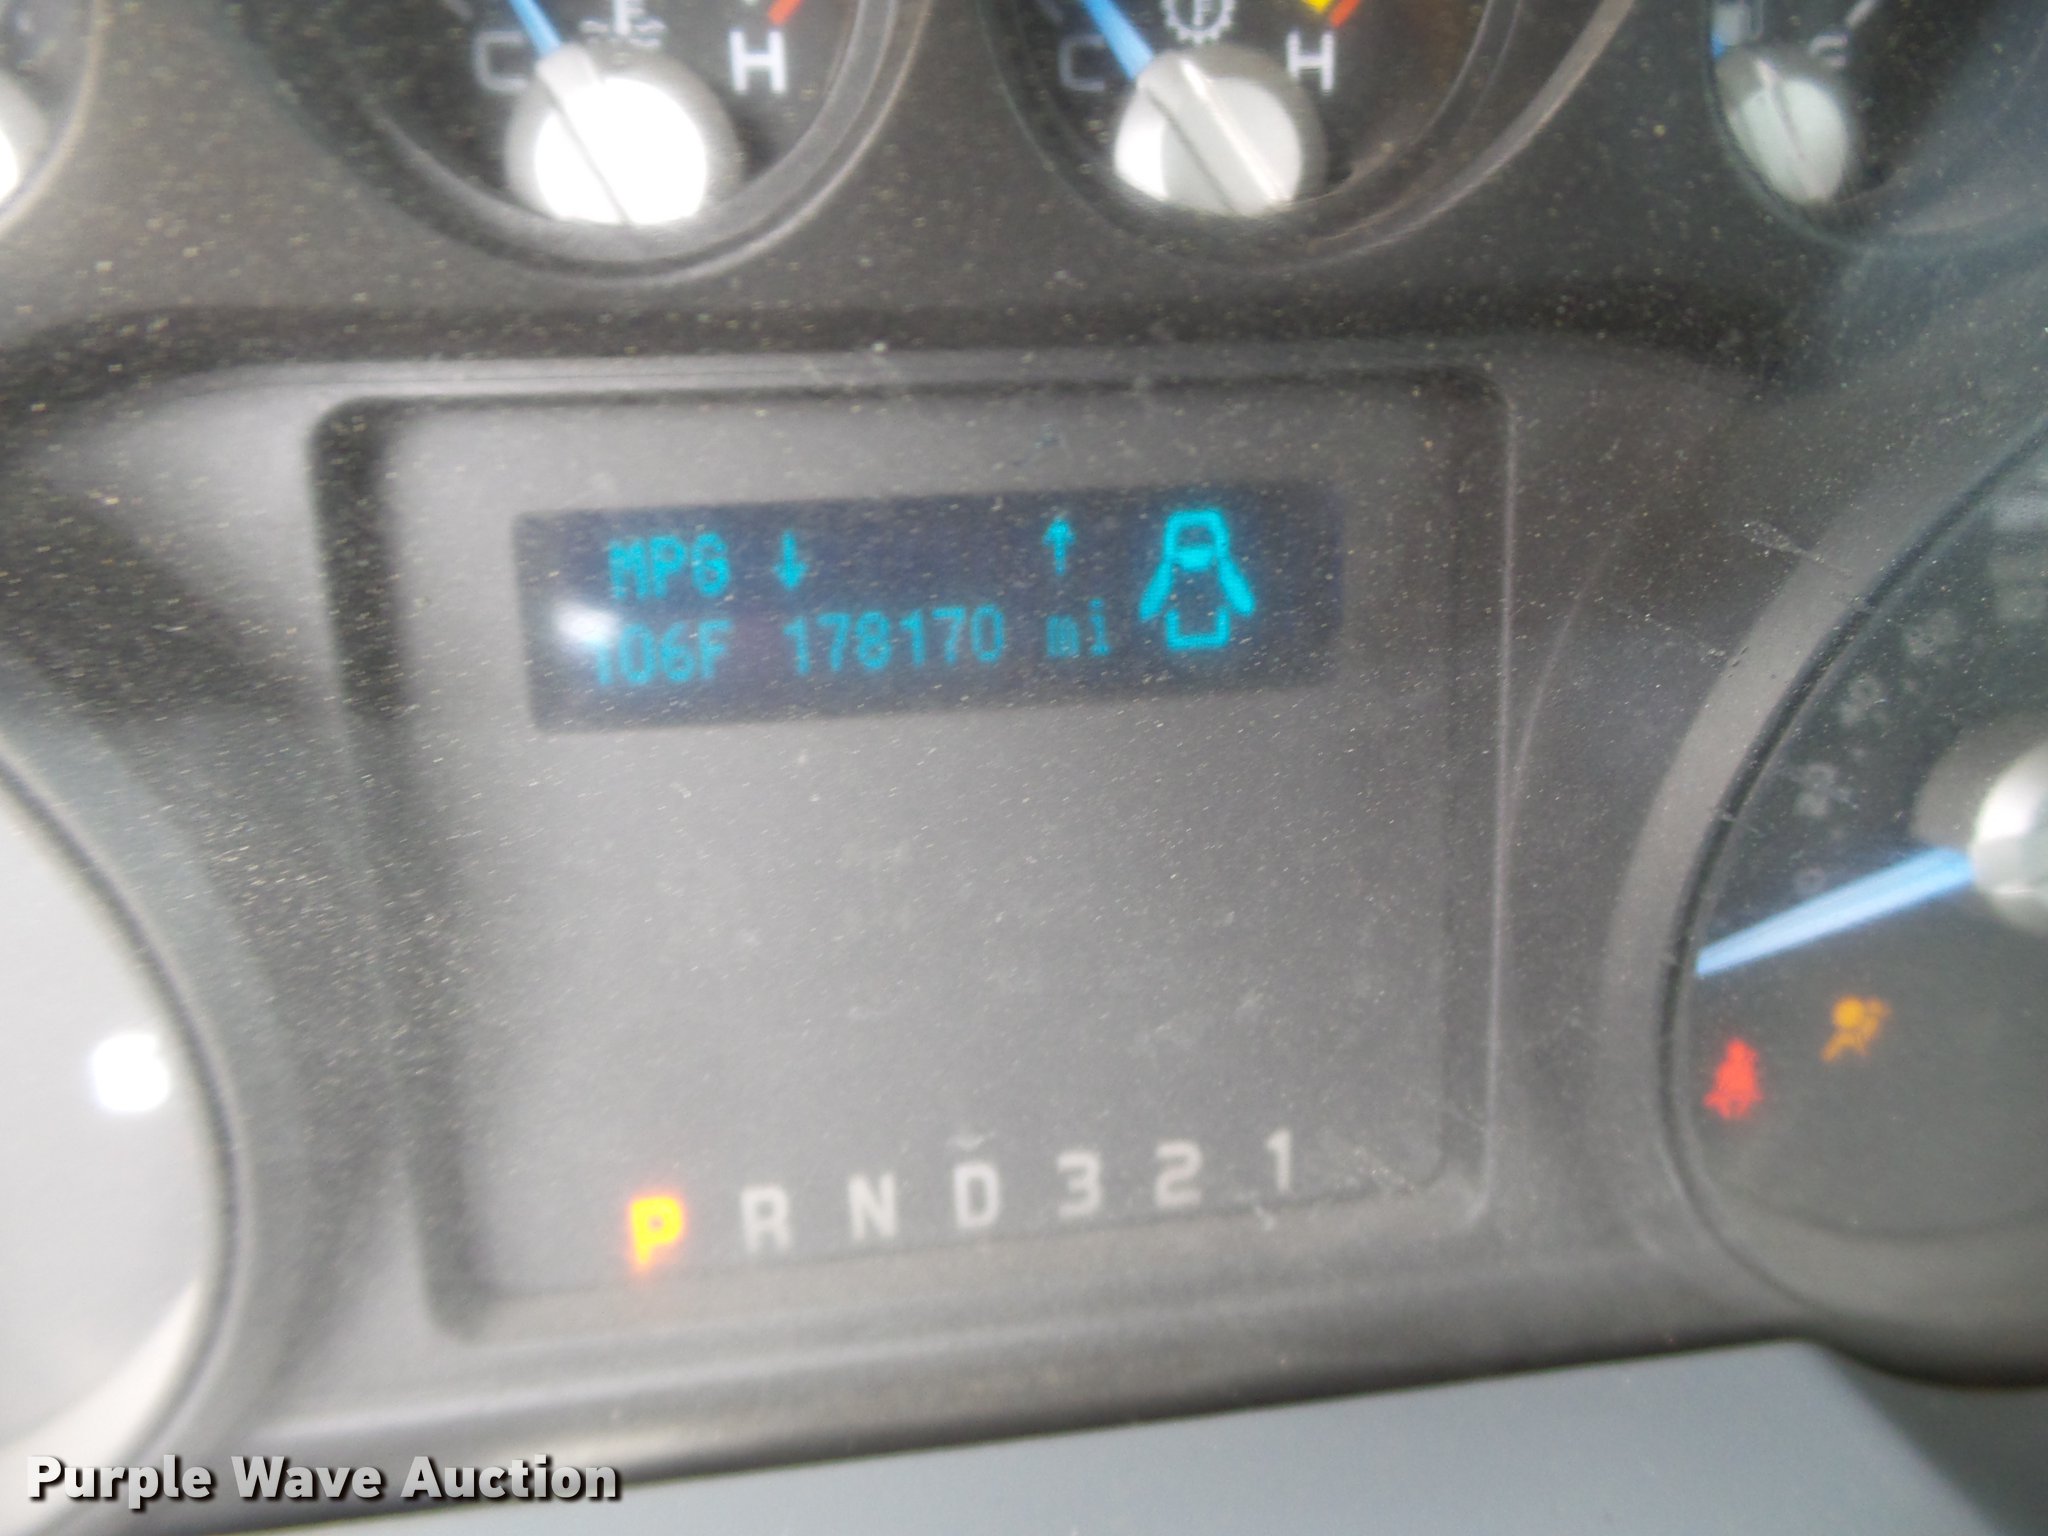 C H
C H
MPG ↓ ↑
106F 178170 mi
P R N D 3 2 1
Purple Wave Auction